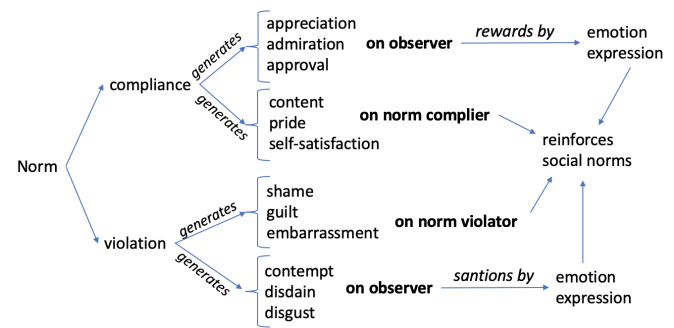 appreciation
admiration
approval
generates
on observer
rewards by
emotion
expression
compliance
generates
content
pride
self-satisfaction
on norm complier
reinforces
social norms
Norm
violation
generates
shame
guilt
embarrassment
on norm violator
generates
contempt
disdain
disgust
on observer
santions by
emotion
expression